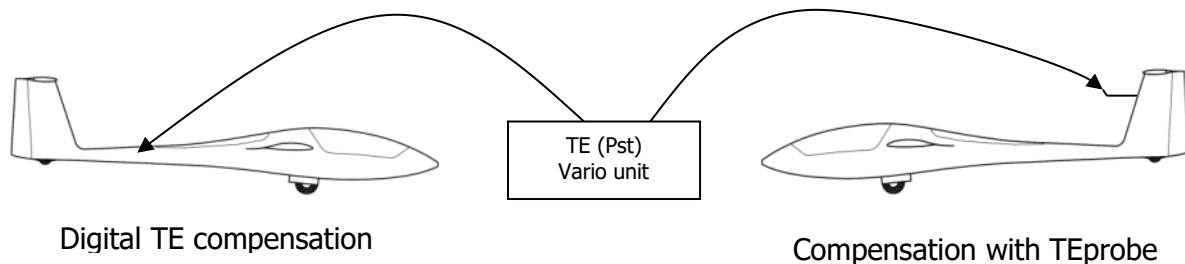 TE (Pst)
Vario unit
Digital TE compensation
Compensation with TEprobe